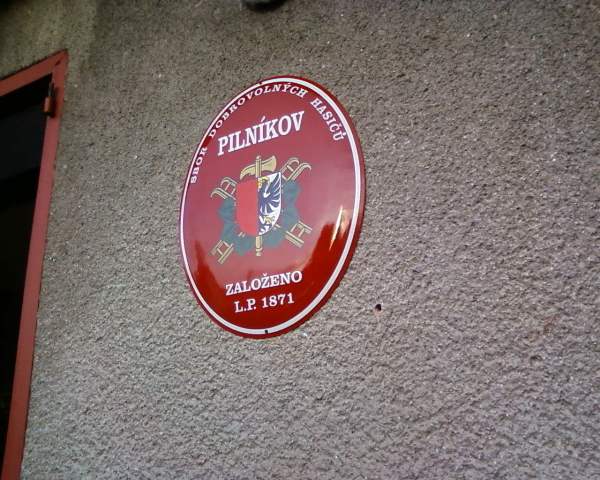 SBOR DOBROVOLNÝCH HASIČŮ
PILNÍKOV
ZALOŽENO
L.P. 1871